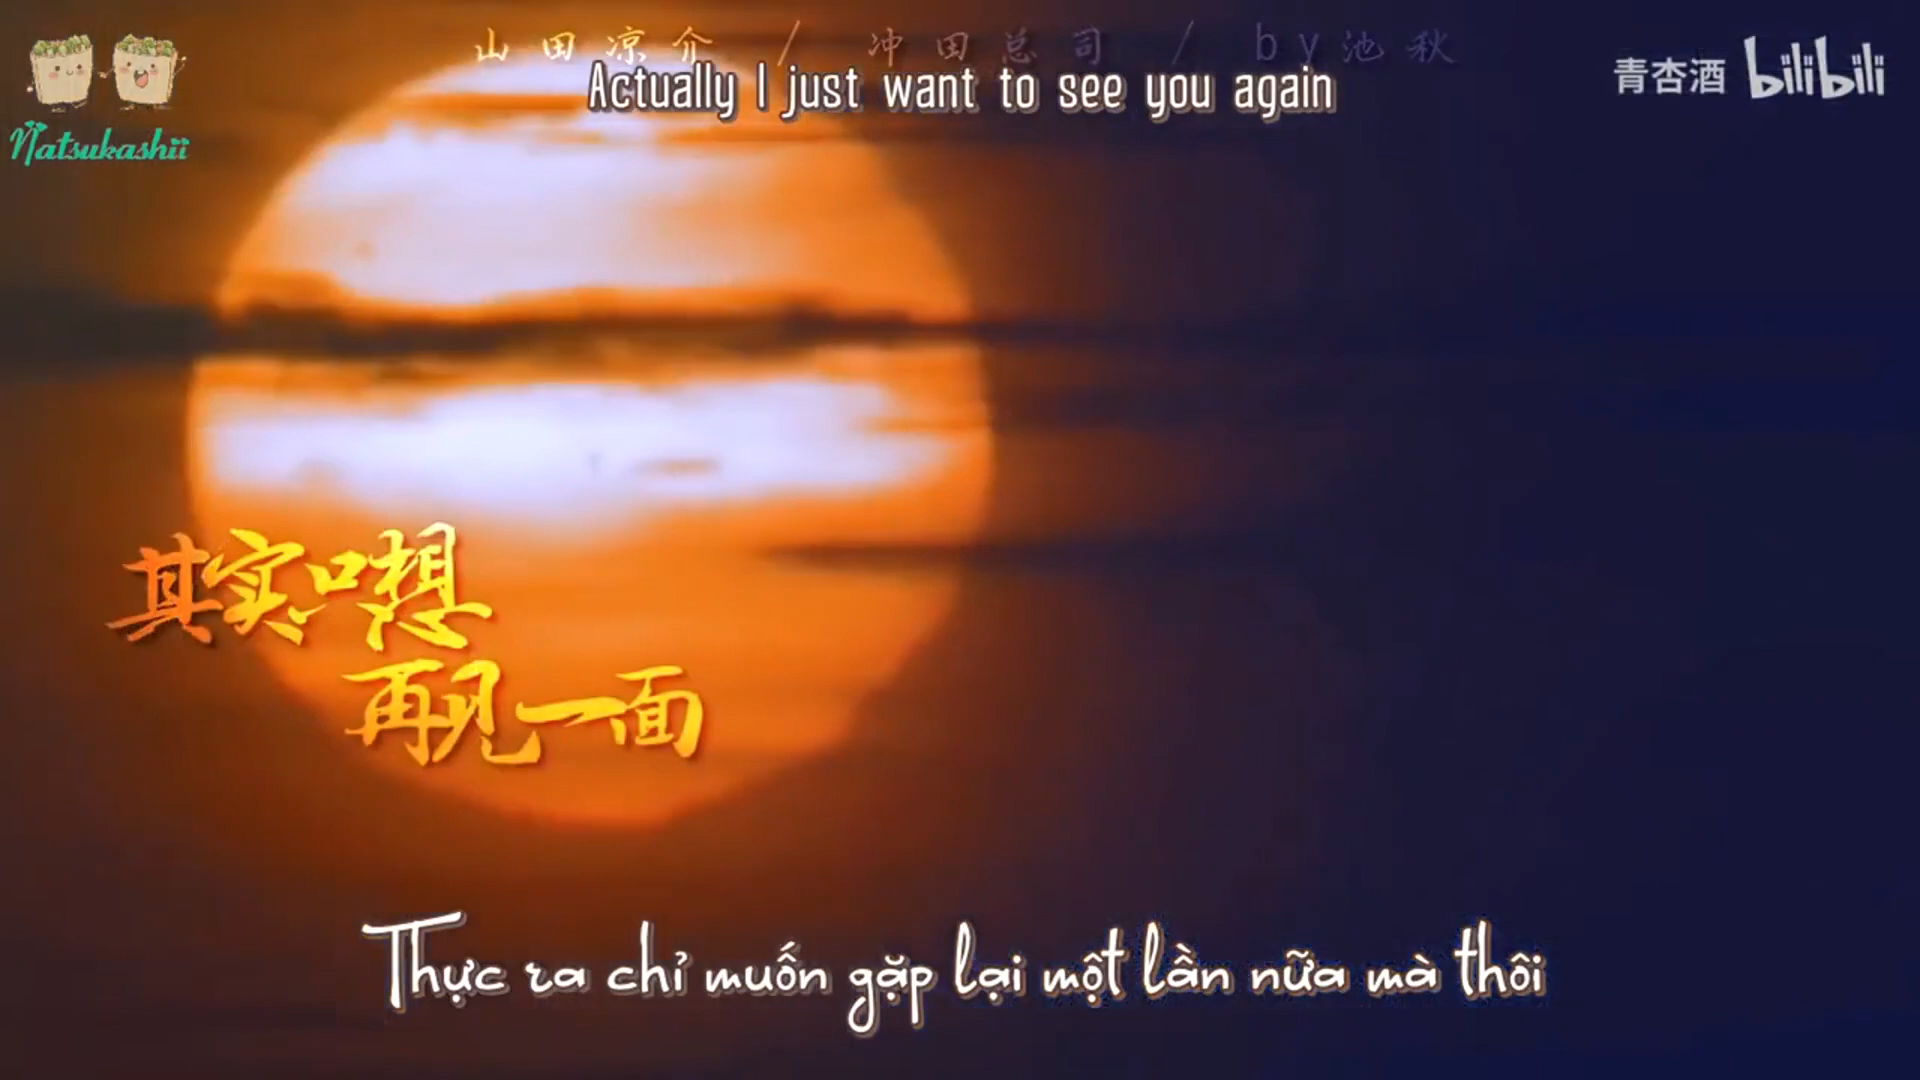 山田凉介 / 冲田总司 / by池秋
Actually I just want to see you again
青杏酒 bilibili
Natsukashii
其实只想
再见一面
Thực ra chỉ muốn gặp lại một lần nữa mà thôi